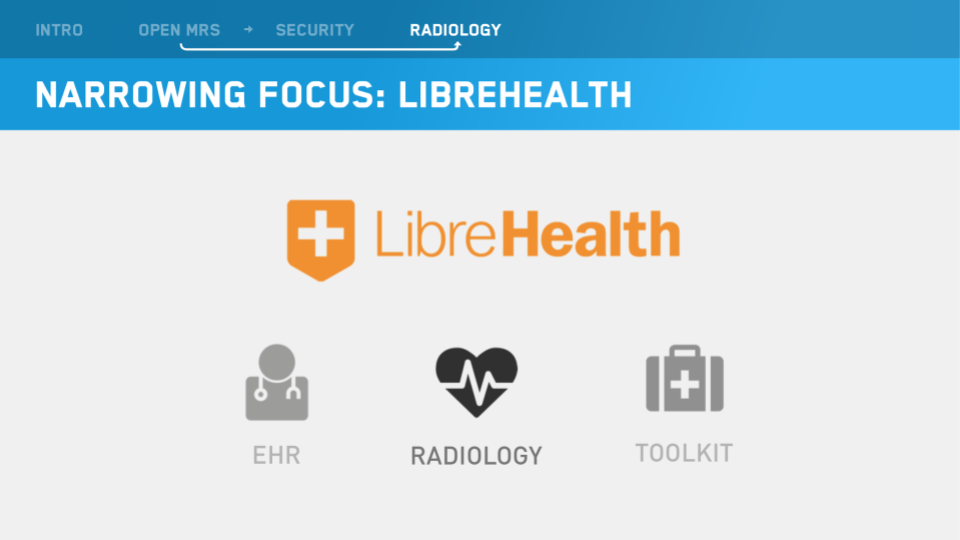 INTRO OPEN MRS → SECURITY RADIOLOGY
NARROWING FOCUS: LIBREHEALTH
LibreHealth
EHR RADIOLOGY TOOLKIT